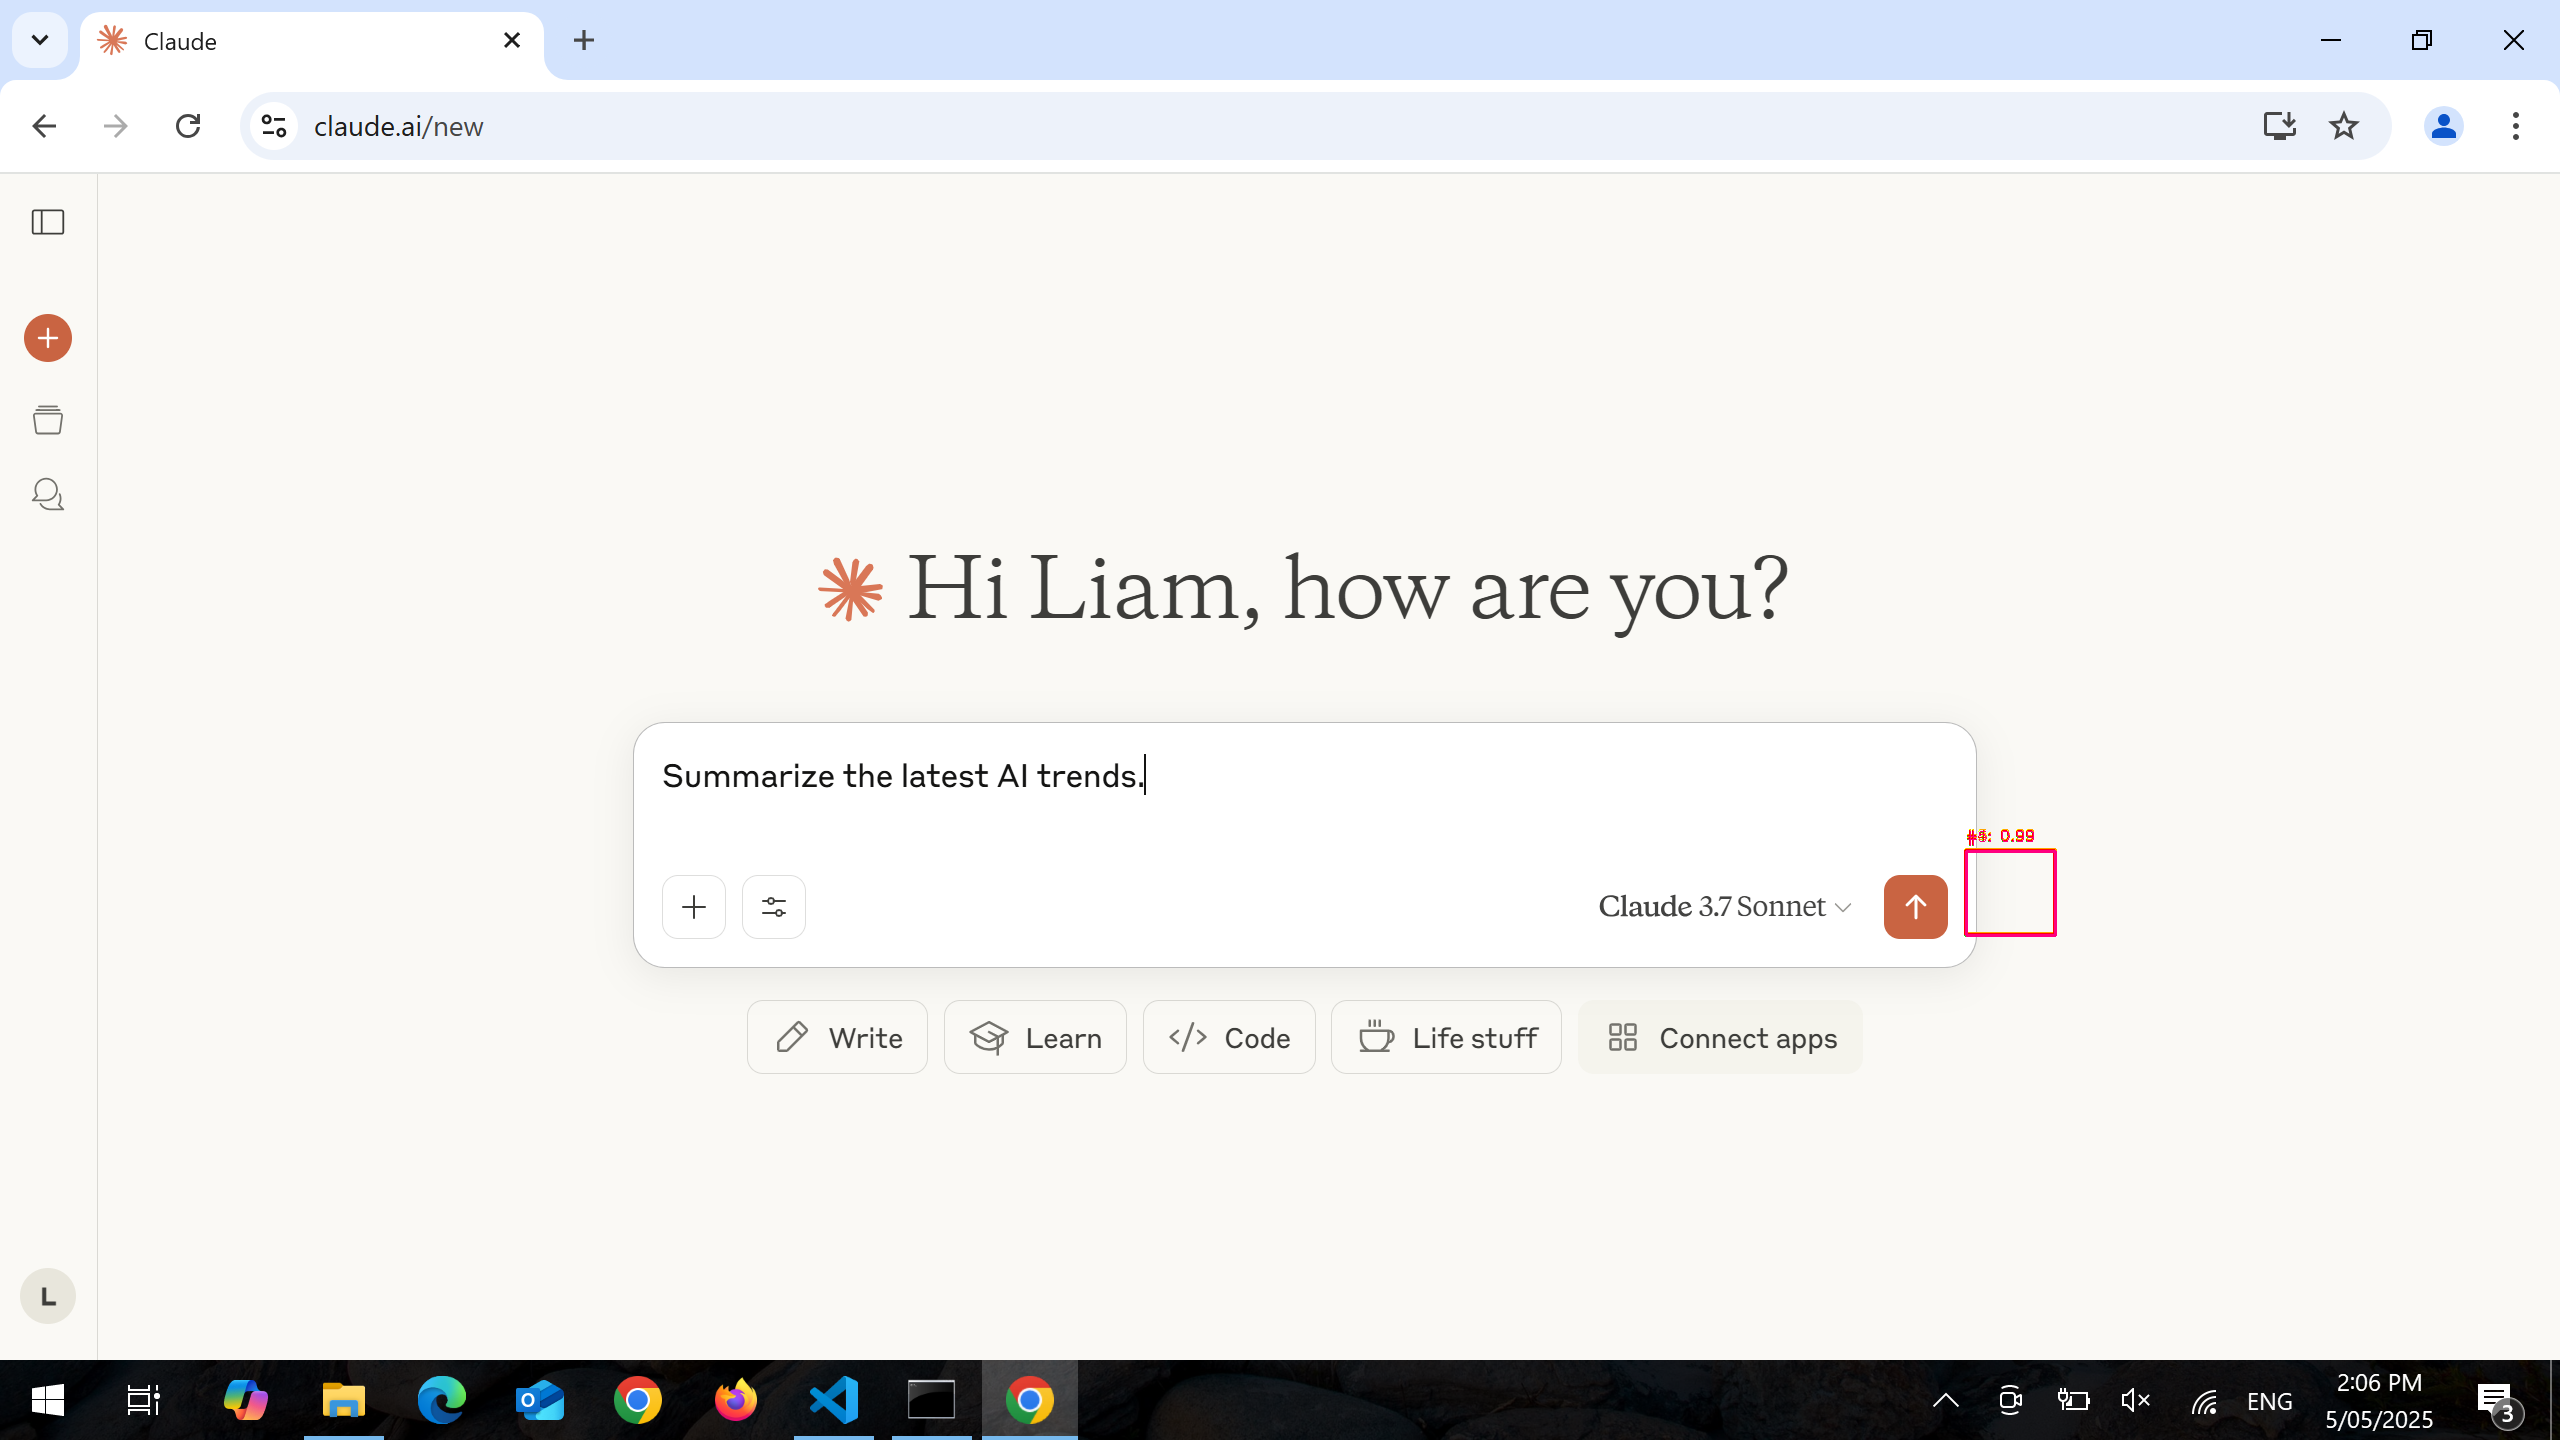 Claude
claude.ai/new
Hi Liam, how are you?
Summarize the latest AI trends.
0.99
Claude 3.7 Sonnet
Write
Learn
Code
Life stuff
Connect apps
L
ENG
2:06 PM
5/05/2025
3